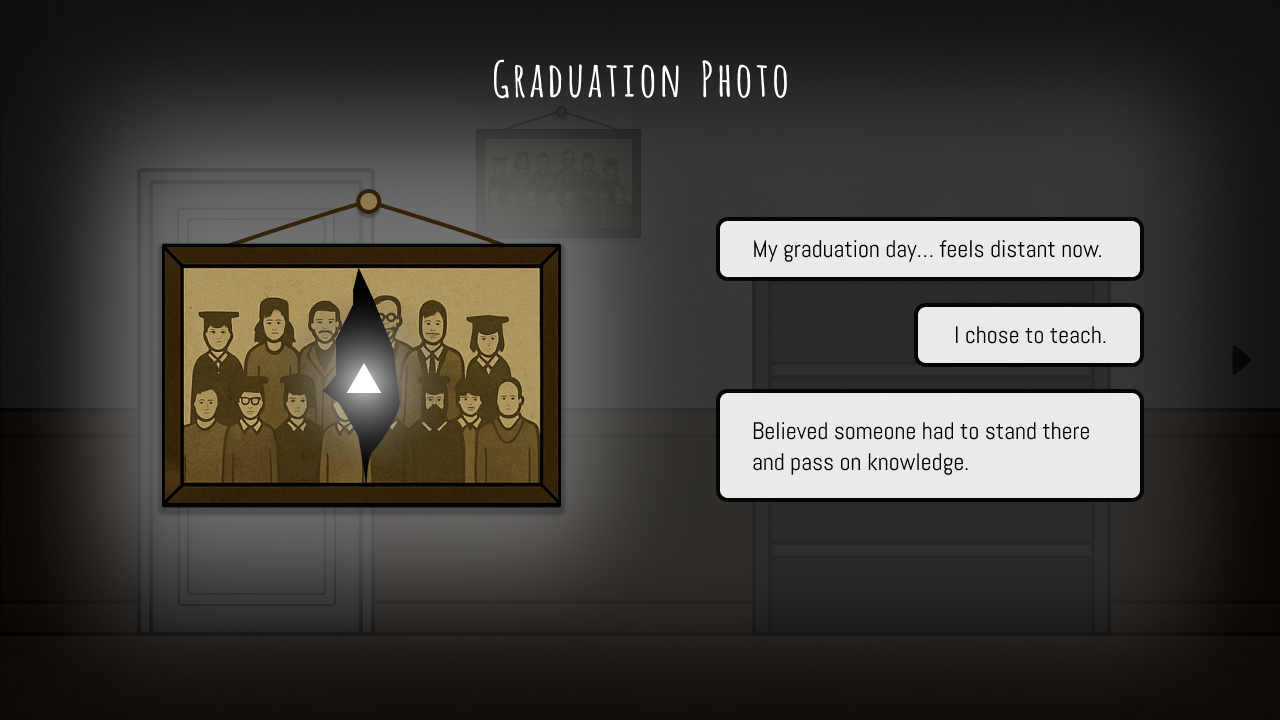 Graduation Photo
My graduation day... feels distant now.
I chose to teach.
Believed someone had to stand there
and pass on knowledge.